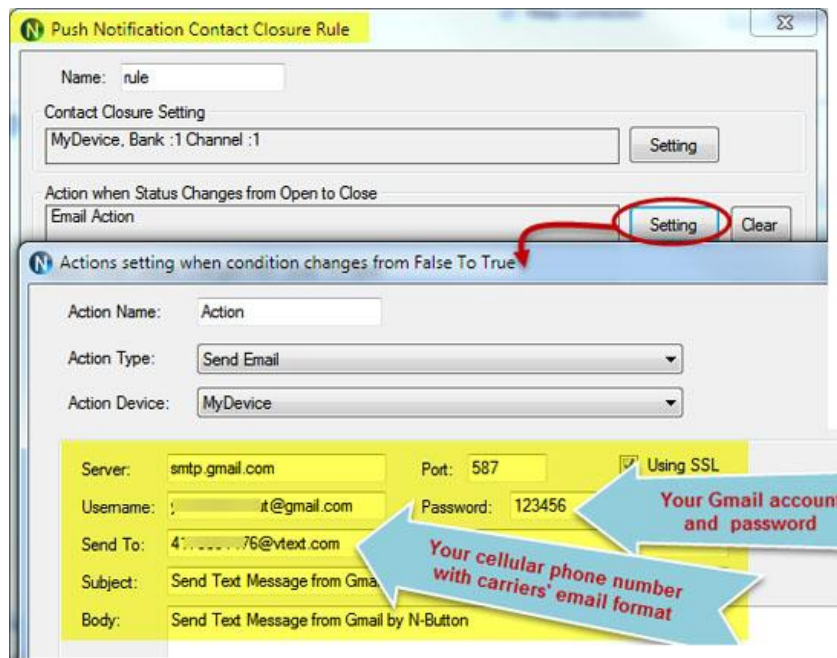 Push Notification Contact Closure Rule
Name: rule
Contact Closure Setting
MyDevice, Bank :1 Channel :1 Setting
Action when Status Changes from Open to Close
Email Action Setting Clear
Actions setting when condition changes from False To True
Action Name: Action
Action Type: Send Email
Action Device: MyDevice
Server: smtp.gmail.com Port: 587 Using SSL
Username: t@gmail.com Password: 123456
Your Gmail account
and password
Send To: 76@vtext.com
Your cellular phone number
with carriers' email format
Subject: Send Text Message from Gma
Body: Send Text Message from Gmail by N-Button